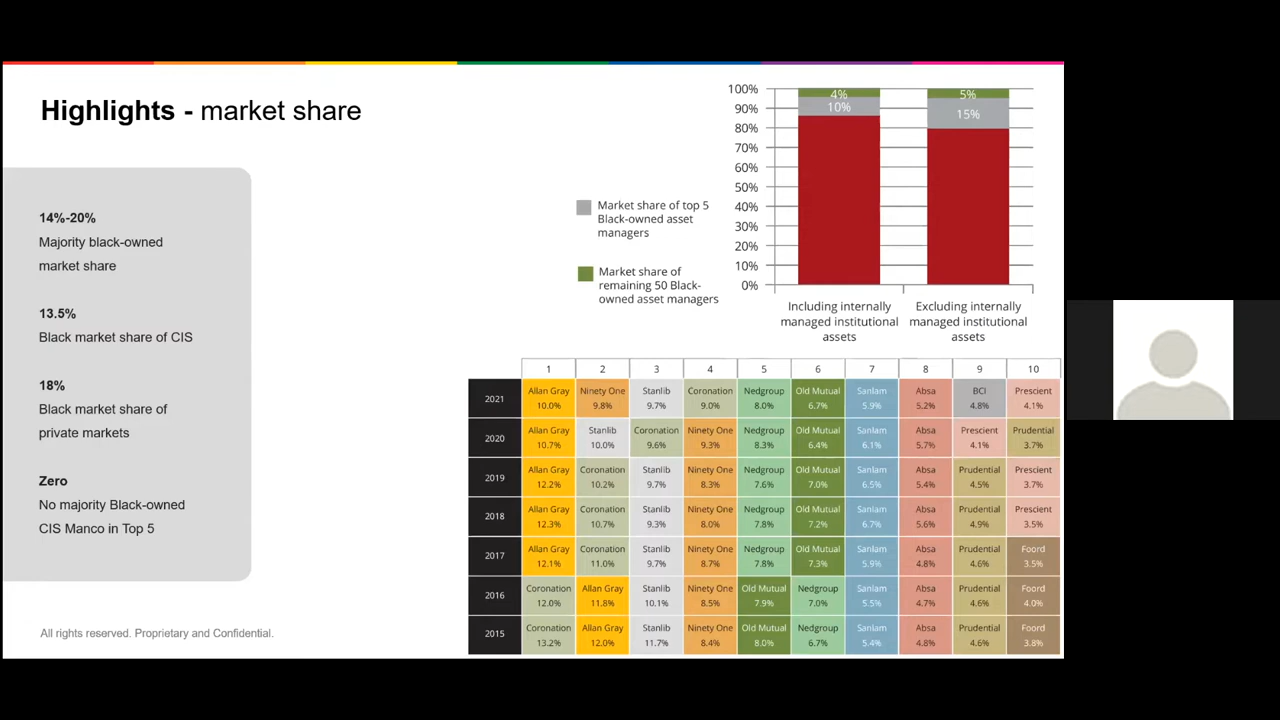 Highlights - market share
14%-20%
Majority black-owned
market share
13.5%
Black market share of CIS
18%
Black market share of
private markets
Zero
No majority Black-owned
CIS Manco in Top 5
All rights reserved. Proprietary and Confidential.
Market share of top 5
Black-owned asset
managers
Market share of
remaining 50 Black-
owned asset managers
100%
90%
80%
70%
60%
50%
40%
30%
20%
10%
0%
4%
10%
5%
15%
Including internally
managed institutional
assets
Excluding internally
managed institutional
assets
1 2 3 4 5 6 7 8 9 10
2021
Allan Gray Ninety One Stanlib Coronation Nedgroup Old Mutual Sanlam Absa BCI Prescient
10.0% 9.8% 9.7% 9.0% 8.0% 6.7% 5.9% 5.2% 4.8% 4.1%
2020
Allan Gray Stanlib Coronation Ninety One Nedgroup Old Mutual Sanlam Absa Prescient Prudential
10.7% 10.0% 9.6% 9.3% 8.3% 6.4% 6.1% 5.7% 4.1% 3.7%
2019
Allan Gray Coronation Stanlib Ninety One Nedgroup Old Mutual Sanlam Absa Prudential Prescient
12.2% 10.2% 9.7% 8.3% 7.6% 7.0% 6.5% 5.4% 4.5% 3.7%
2018
Allan Gray Coronation Stanlib Ninety One Nedgroup Old Mutual Sanlam Absa Prudential Prescient
12.3% 10.7% 9.3% 8.0% 7.8% 7.2% 6.7% 5.6% 4.9% 3.5%
2017
Allan Gray Coronation Stanlib Ninety One Nedgroup Old Mutual Sanlam Absa Prudential Foord
12.1% 11.0% 9.7% 8.7% 7.8% 7.3% 5.9% 4.8% 4.6% 3.5%
2016
Coronation Allan Gray Stanlib Ninety One Old Mutual Nedgroup Sanlam Absa Prudential Foord
12.0% 11.8% 10.1% 8.5% 7.9% 7.0% 5.5% 4.7% 4.6% 4.0%
2015
Coronation Allan Gray Stanlib Ninety One Old Mutual Nedgroup Sanlam Absa Prudential Foord
13.2% 12.0% 11.7% 8.4% 8.0% 6.7% 5.4% 4.8% 4.6% 3.8%